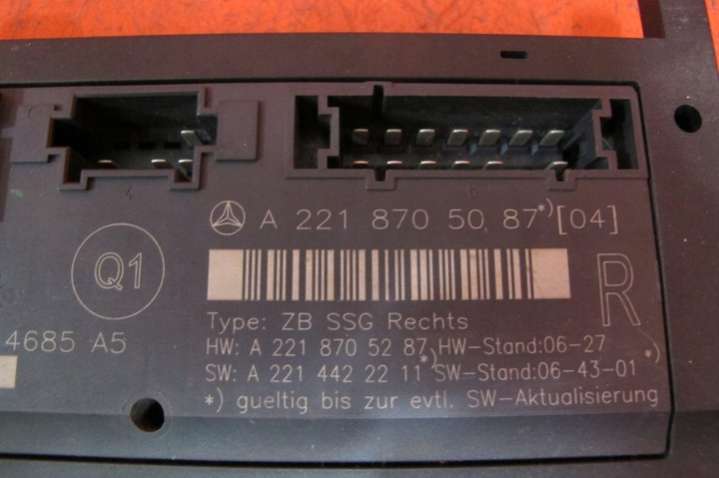 A 221 870 50 87*)[04]
Q1
R
4685 A5
Type: ZB SSG Rechts
HW: A 221 870 52 87 HW-Stand:06-27
SW: A 221 442 22 11*) SW-Stand:06-43-01*)
*) gueltig bis zur evtl. SW-Aktualisierung